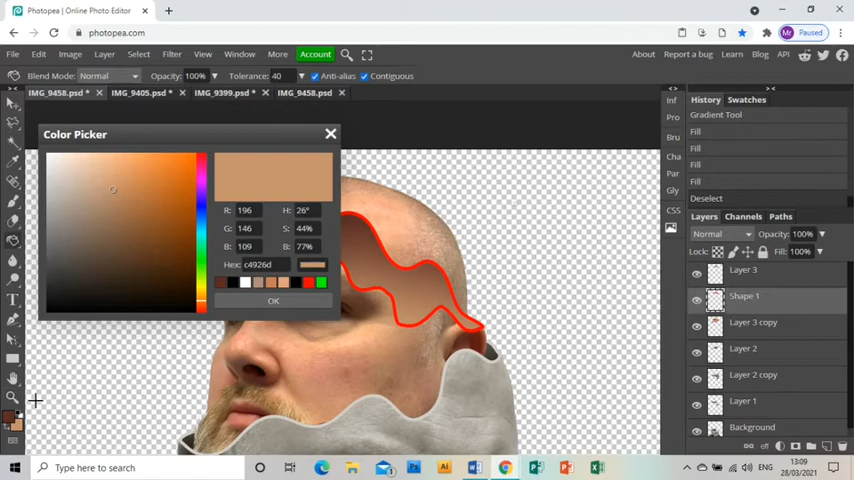 Photopea | Online Photo Editor
photopea.com
Paused
File Edit Image Layer Select Filter View Window More Account About Report a bug Learn Blog API
Blend Mode: Normal Opacity: 100% Tolerance: 40 Anti-alias Contiguous
IMG_9458.psd * IMG_9405.psd * IMG_9399.psd * IMG_9458.psd
Color Picker
R: 196 H: 26°
G: 146 S: 44%
B: 109 B: 77%
Hex: c4926d
OK
Inf
Pro
Bru
Cha
Par
Gly
CSS
History Swatches
Gradient Tool
Fill
Fill
Fill
Fill
Deselect
Layers Channels Paths
Normal Opacity: 100%
Lock: Fill: 100%
Layer 3
Shape 1
Layer 3 copy
Layer 2
Layer 2 copy
Layer 1
Background
eff
Type here to search
ENG
13:09
28/03/2021